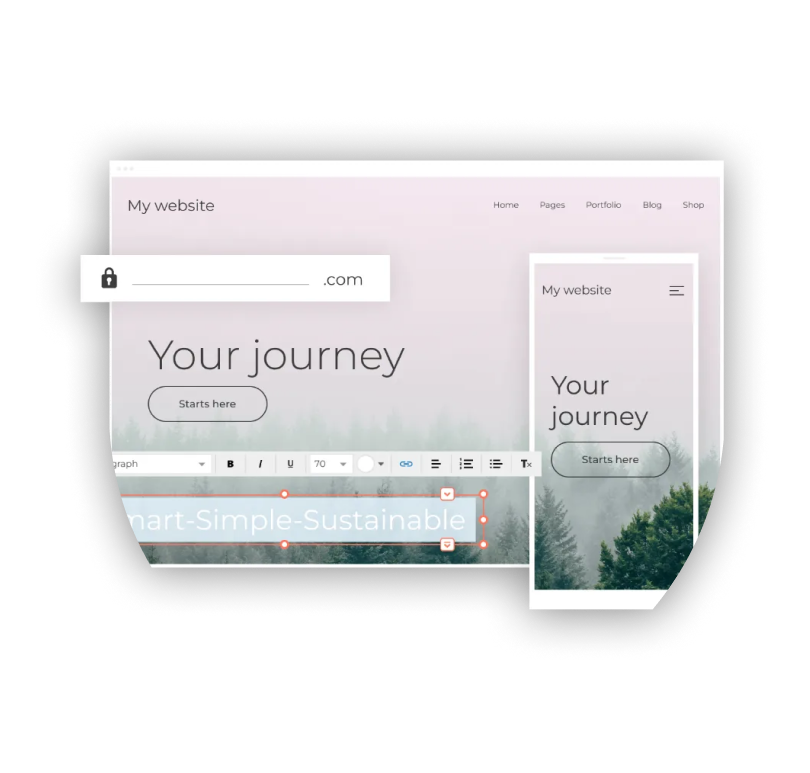 My website
Home Pages Portfolio Blog Shop
.com
My website
Your journey
Starts here
Your
journey
Starts here
graph B I U 70 Tx
mart-Simple-Sustainable